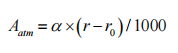 A_atm = α × (r − r_0) / 1000